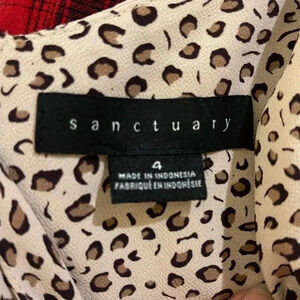 sanctuary
4
MADE IN INDONESIA
FABRIQUÉ EN INDONÉSIE